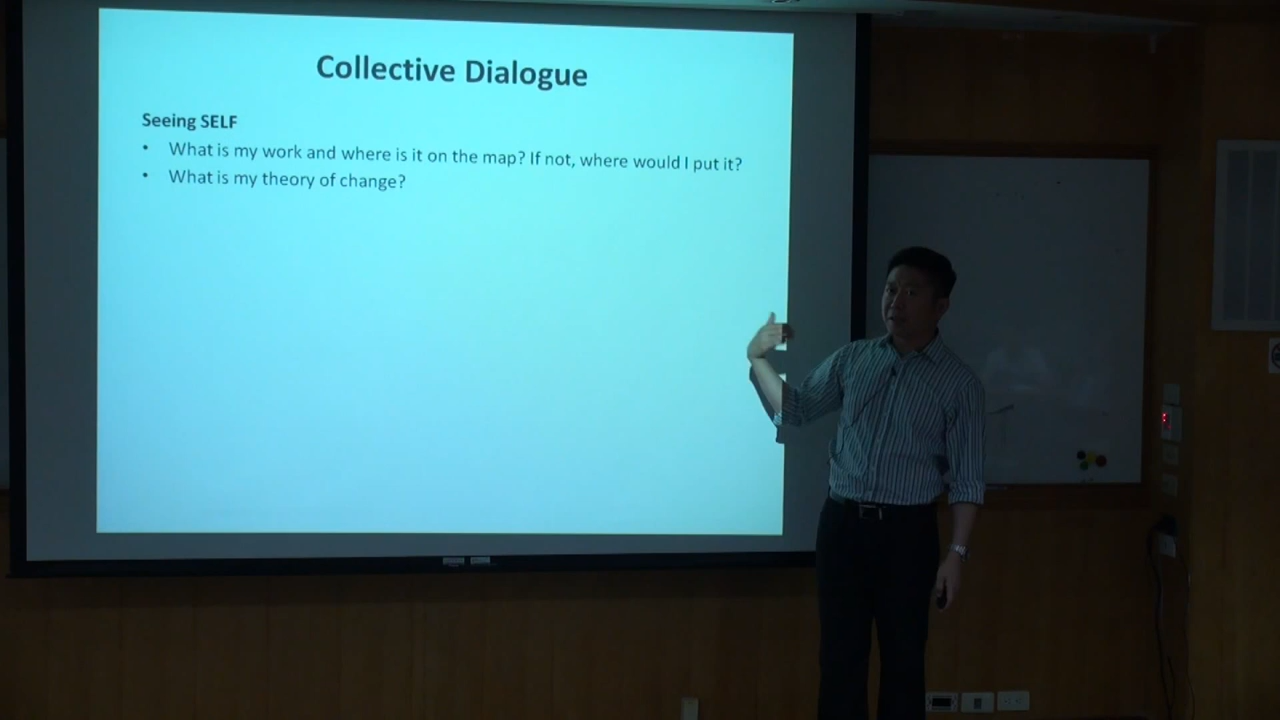 Collective Dialogue
Seeing SELF
• What is my work and where is it on the map? If not, where would I put it?
• What is my theory of change?